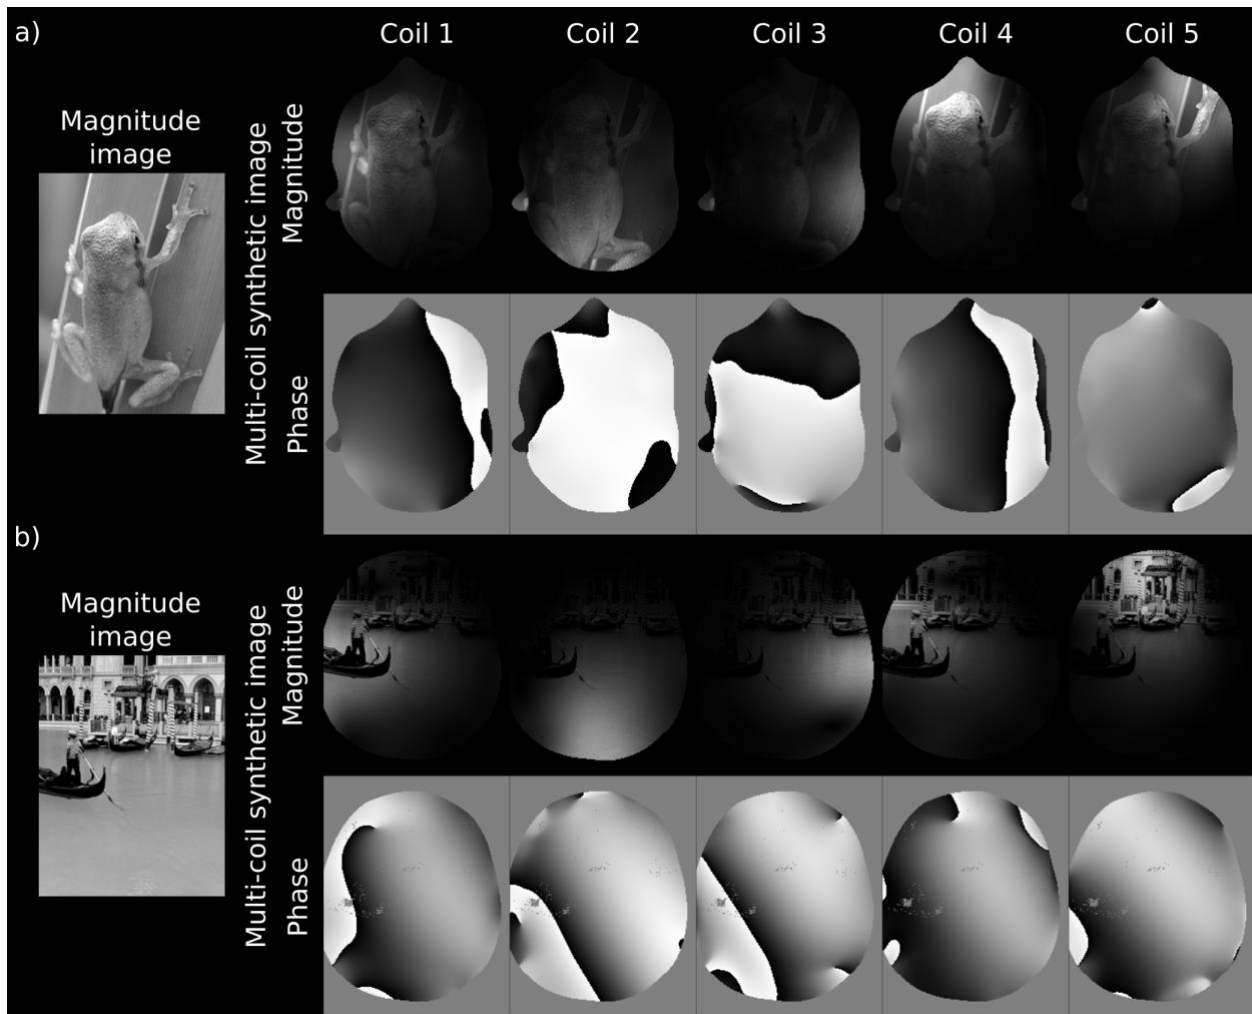 a)
Coil 1
Coil 2
Coil 3
Coil 4
Coil 5
Magnitude
image
Multi-coil synthetic image
Magnitude
Phase
b)
Magnitude
image
Multi-coil synthetic image
Magnitude
Phase